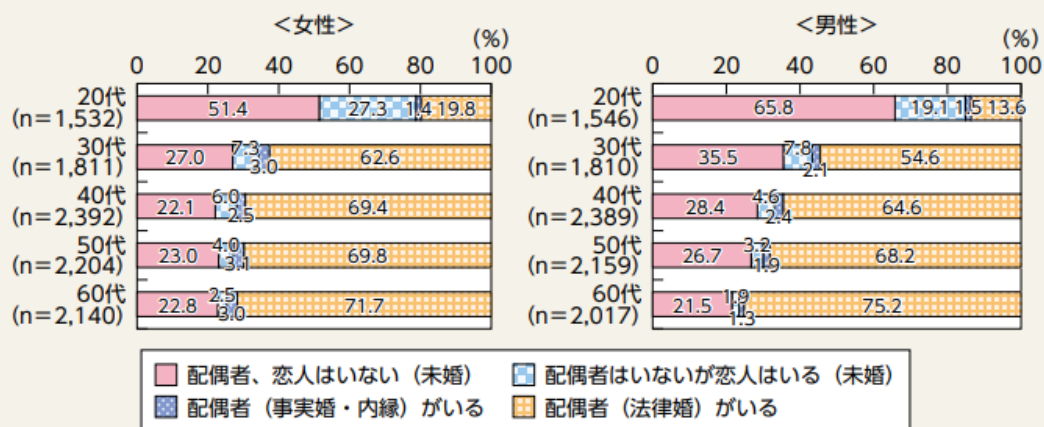 <女性>
(%)
0 20 40 60 80 100
20代
(n=1,532)
51.4 27.3 1.4 19.8
30代
(n=1,811)
27.0 7.3 3.0 62.6
40代
(n=2,392)
22.1 6.0 2.5 69.4
50代
(n=2,204)
23.0 4.0 3.1 69.8
60代
(n=2,140)
22.8 2.5 3.0 71.7
<男性>
(%)
0 20 40 60 80 100
20代
(n=1,546)
65.8 19.1 1.5 13.6
30代
(n=1,810)
35.5 7.8 2.1 54.6
40代
(n=2,389)
28.4 4.6 2.4 64.6
50代
(n=2,159)
26.7 3.2 1.9 68.2
60代
(n=2,017)
21.5 1.9 1.3 75.2
配偶者、恋人はいない（未婚） 配偶者はいないが恋人はいる（未婚）
配偶者（事実婚・内縁）がいる 配偶者（法律婚）がいる